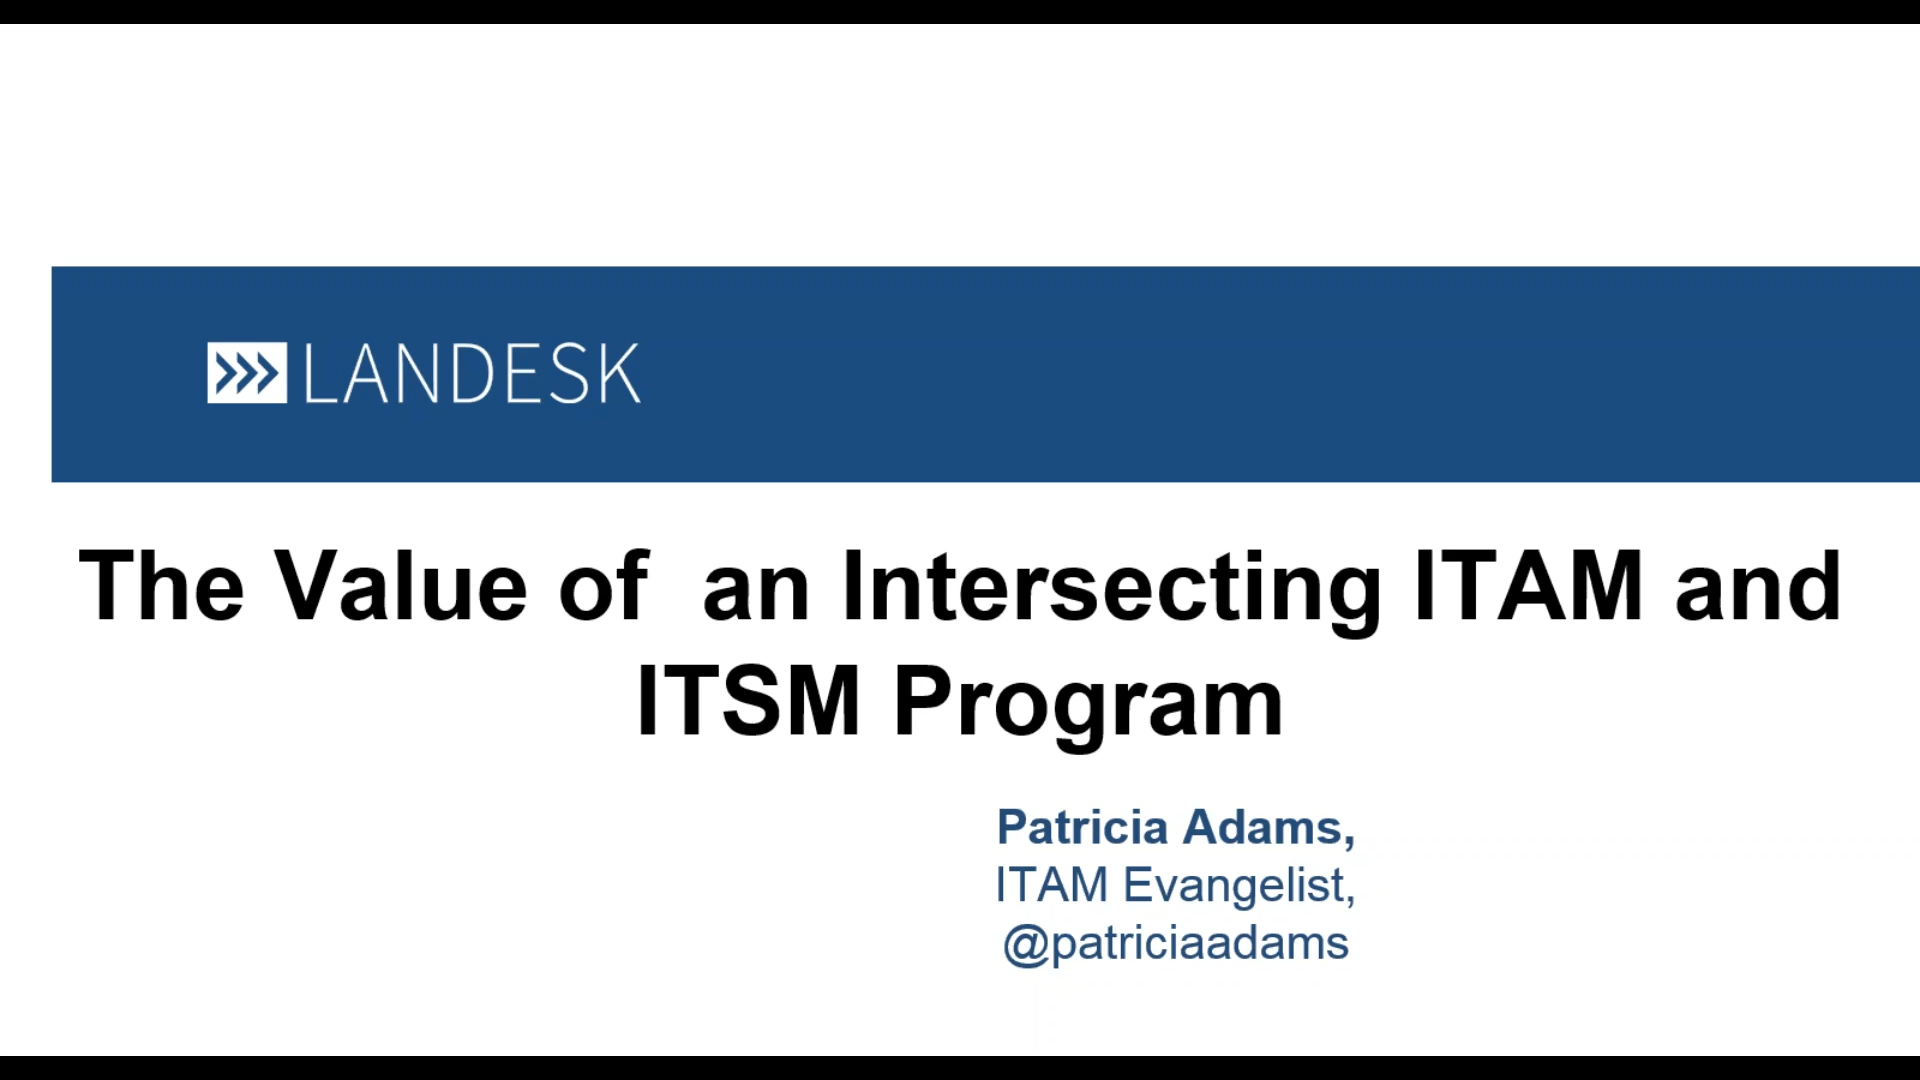 LANDESK
The Value of  an Intersecting ITAM and
ITSM Program
Patricia Adams,
ITAM Evangelist,
@patriciaadams